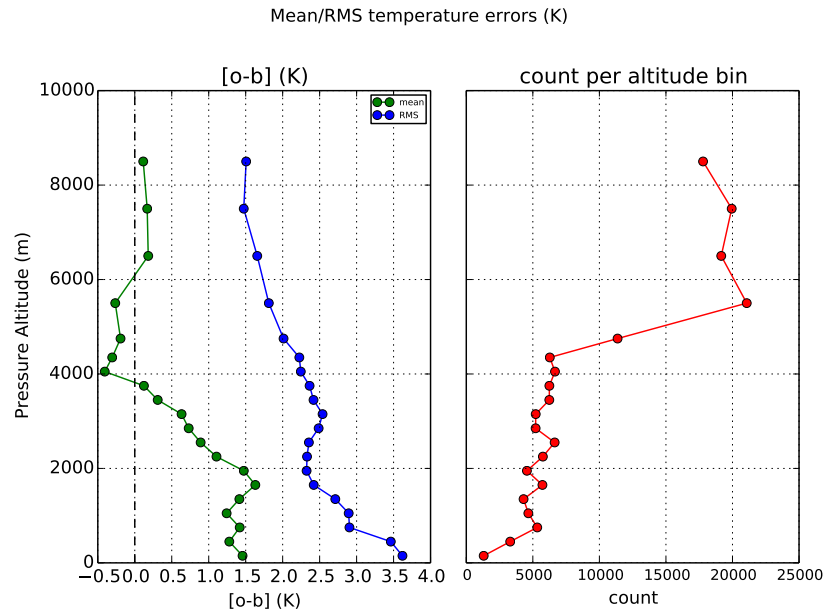 Mean/RMS temperature errors (K)
[o-b] (K)
count per altitude bin
mean
RMS
10000
8000
6000
4000
2000
0
Pressure Altitude (m)
−0.5 0.0 0.5 1.0 1.5 2.0 2.5 3.0 3.5 4.0
[o-b] (K)
0 5000 10000 15000 20000 25000
count